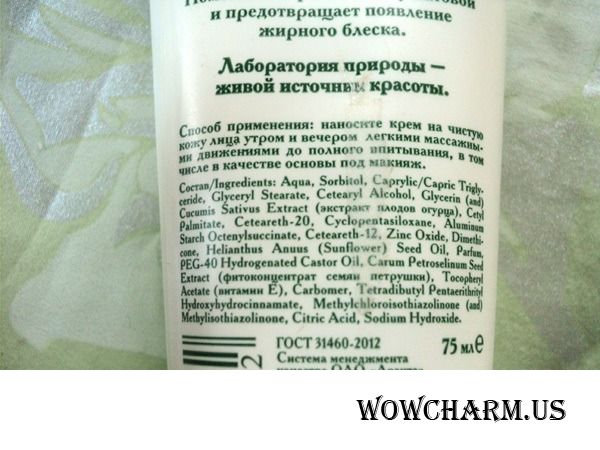 и предотвращает появление
жирного блеска.
Лаборатория природы –
живой источник красоты.
Способ применения: наносите крем на чистую
кожу лица утром и вечером легкими массажны-
ми движениями до полного впитывания, в том
числе в качестве основы под макияж.
Состав/Ingredients: Aqua, Sorbitol, Caprylic/Capric Trigly-
ceride, Glyceryl Stearate, Cetearyl Alcohol, Glycerin (and)
Cucumis Sativus Extract (экстракт плодов огурца), Cetyl
Palmitate, Ceteareth-20, Cyclopentasiloxane, Aluminum
Starch Octenylsuccinate, Ceteareth-12, Zinc Oxide, Dimethi-
cone, Helianthus Anuus (Sunflower) Seed Oil, Parfum,
PEG-40 Hydrogenated Castor Oil, Carum Petroselinum Seed
Extract (фитоконцентрат семян петрушки), Tocopheryl
Acetate (витамин Е), Carbomer, Tetradibutyl Pentaerithrityl
Hydroxyhydrocinnamate, Methylchloroisothiazolinone (and)
Methylisothiazolinone, Citric Acid, Sodium Hydroxide.
ГОСТ 31460-2012 75 мл e
Система менеджмента
2
WOWCHARM.US